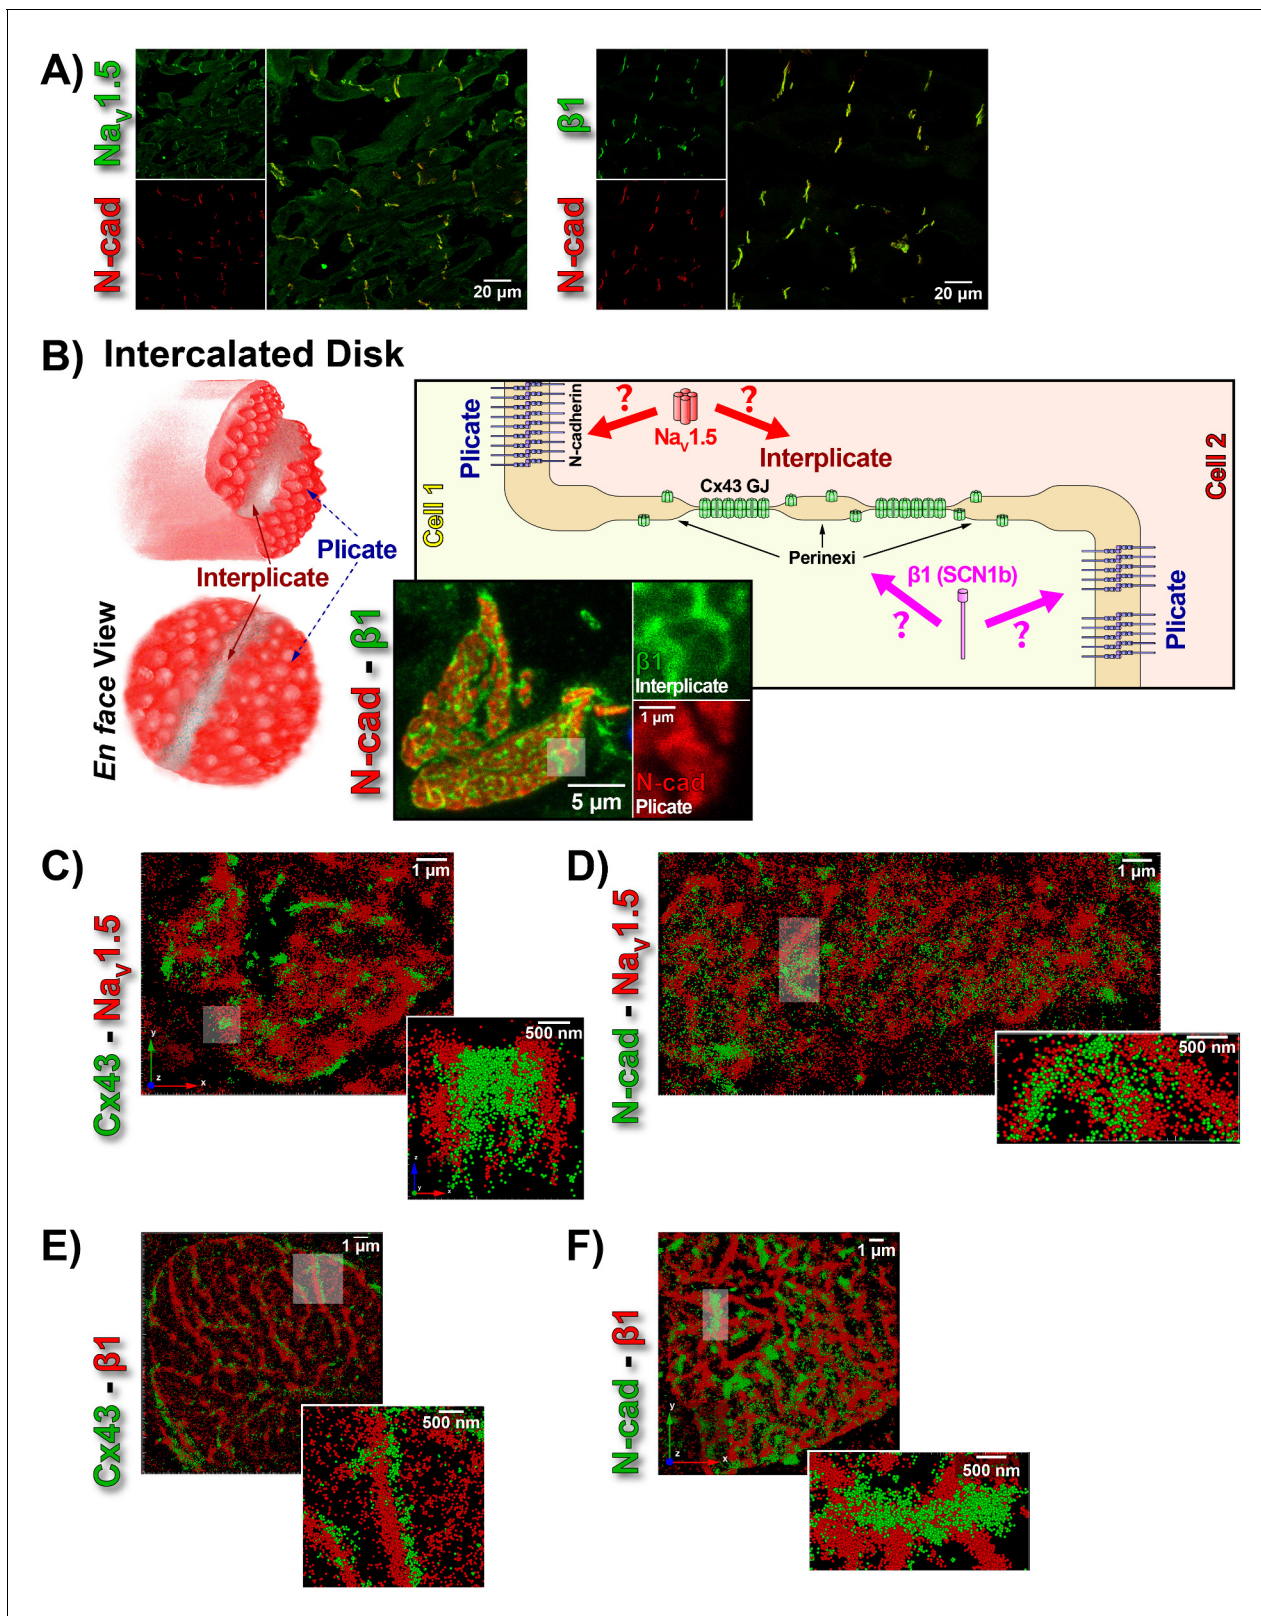 A)
Nav1.5
N-cad
20 µm
β1
N-cad
20 µm
B) Intercalated Disk
Plicate
Interplicate
En face View
Plicate
N-cadherin
?
?
Nav1.5
Interplicate
Cx43 GJ
Cell 1
Cell 2
Perinexi
β1 (SCN1b)
?
?
Plicate
N-cad - β1
5 µm
β1
Interplicate
1 µm
N-cad
Plicate
C)
Cx43 - Nav1.5
1 µm
y
z
x
500 nm
z
y
x
D)
N-cad - Nav1.5
1 µm
500 nm
E)
Cx43 - β1
1 µm
500 nm
F)
N-cad - β1
1 µm
y
z
x
500 nm